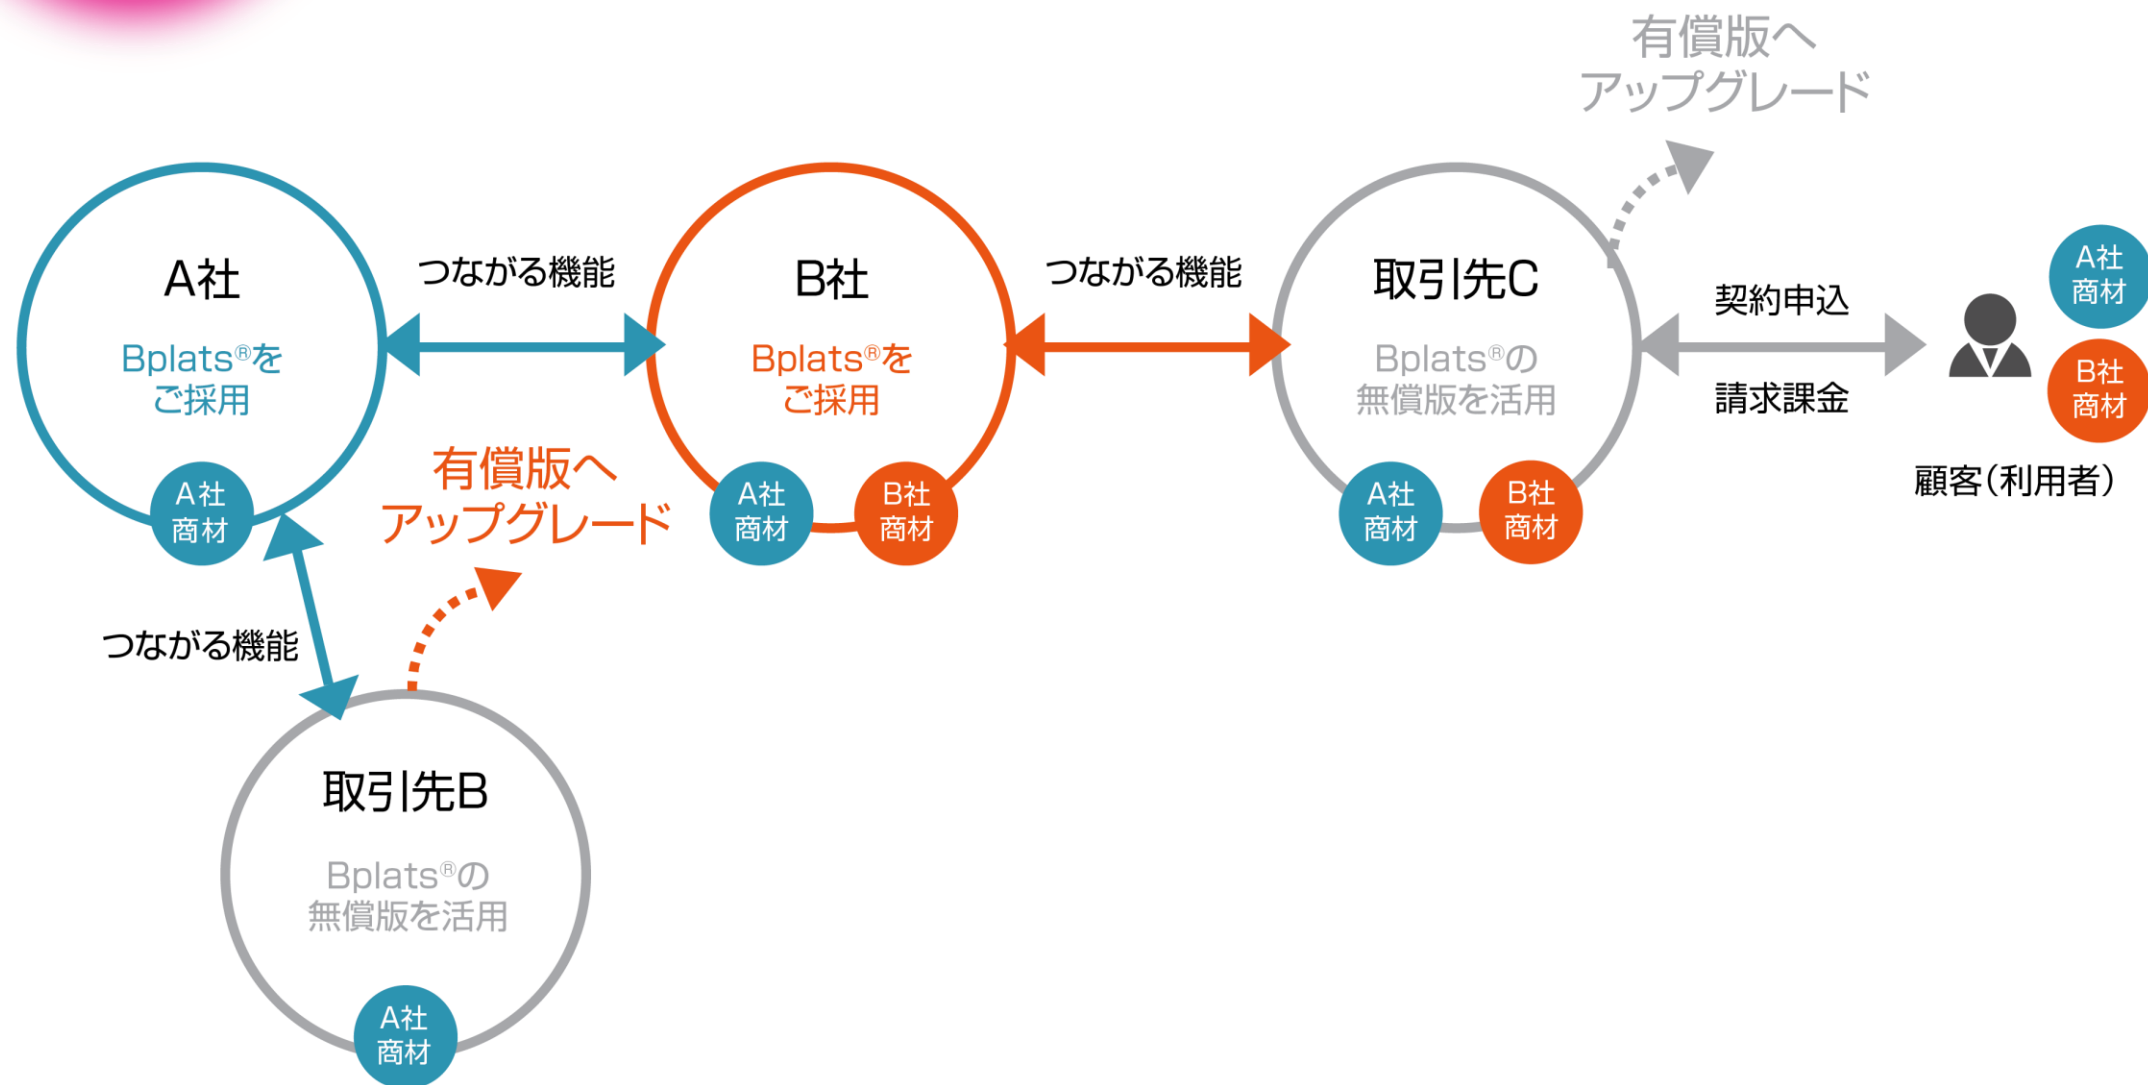 有償版へ
アップグレード
A社
Bplats®を
ご採用
A社
商材
つながる機能
B社
Bplats®を
ご採用
A社
商材
B社
商材
つながる機能
取引先C
Bplats®の
無償版を活用
A社
商材
B社
商材
契約申込
請求課金
A社
商材
B社
商材
顧客(利用者)
有償版へ
アップグレード
つながる機能
取引先B
Bplats®の
無償版を活用
A社
商材